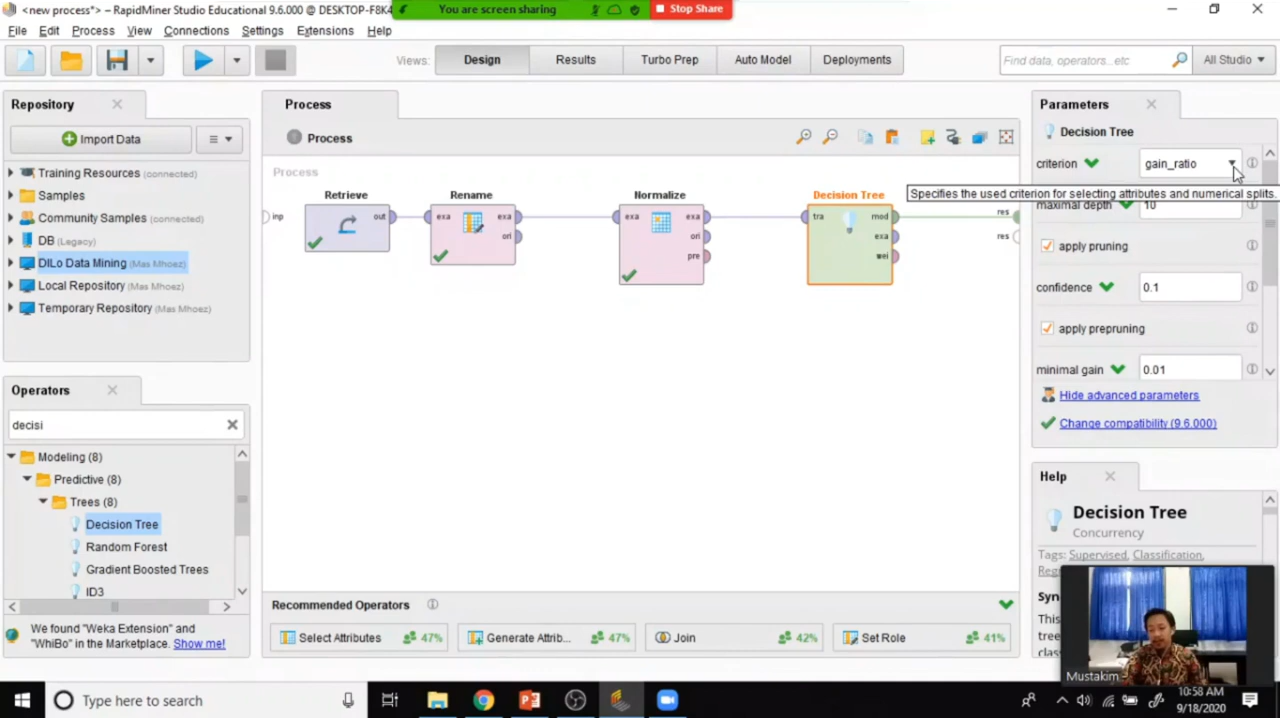 <new process*> – RapidMiner Studio Educational 9.6.000 @ DESKTOP-F8K4
You are screen sharing
Stop Share
File Edit Process View Connections Settings Extensions Help
Views: Design Results Turbo Prep Auto Model Deployments
Find data, operators...etc
All Studio
Repository
Import Data
Training Resources (connected)
Samples
Community Samples (connected)
DB (Legacy)
DILo Data Mining (Mas Mhoez)
Local Repository (Mas Mhoez)
Temporary Repository (Mas Mhoez)
Operators
decisi
Modeling (8)
Predictive (8)
Trees (8)
Decision Tree
Random Forest
Gradient Boosted Trees
ID3
We found "Weka Extension" and
"WhiBo" in the Marketplace. Show me!
Process
Process
Process
Retrieve Rename Normalize Decision Tree
inp out exa exa exa exa tra mod res
ori ori exa res
pre wei
Recommended Operators
Select Attributes 47% Generate Attrib... 47% Join 42% Set Role 41%
Parameters
Decision Tree
criterion gain_ratio
Specifies the used criterion for selecting attributes and numerical splits.
maximal depth 10
apply pruning
confidence 0.1
apply prepruning
minimal gain 0.01
Hide advanced parameters
Change compatibility (9.6.000)
Help
Decision Tree
Concurrency
Tags: Supervised, Classification,
Regr
Syn
This
tree
clas
Mustakim
Type here to search
10:58 AM
9/18/2020